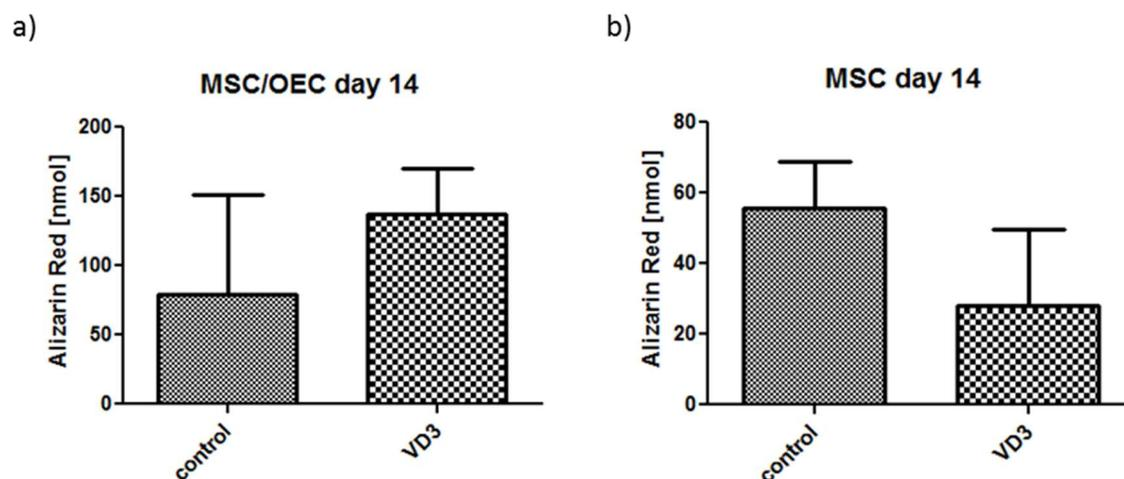 a)
MSC/OEC day 14
Alizarin Red [nmol]
200
150
100
50
0
control
VD3
b)
MSC day 14
Alizarin Red [nmol]
80
60
40
20
0
control
VD3